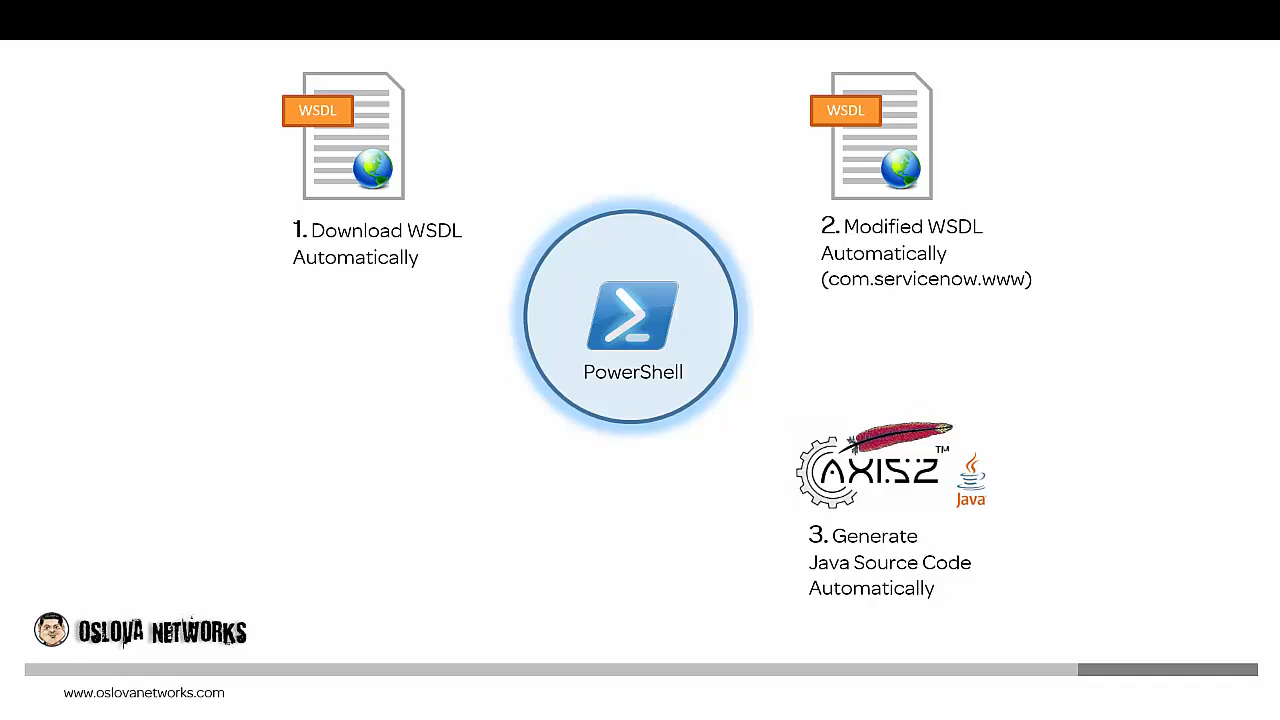 WSDL
1. Download WSDL
Automatically
WSDL
2. Modified WSDL
Automatically
(com.servicenow.www)
PowerShell
AXIS2 TM
Java
3. Generate
Java Source Code
Automatically
OSLOVA NETWORKS
www.oslovanetworks.com